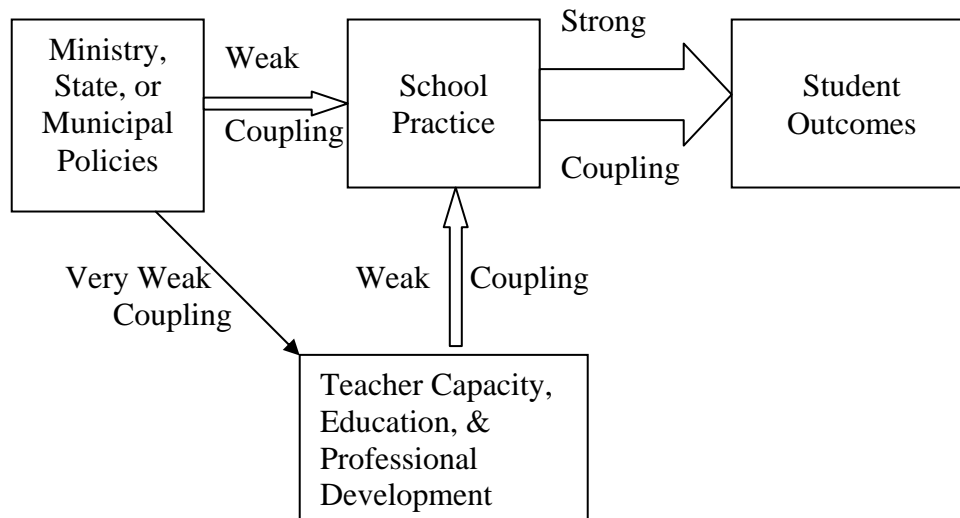 Ministry,
State, or
Municipal
Policies
Weak
Coupling
School
Practice
Strong
Coupling
Student
Outcomes
Very Weak
Coupling
Weak Coupling
Teacher Capacity,
Education, &
Professional
Development